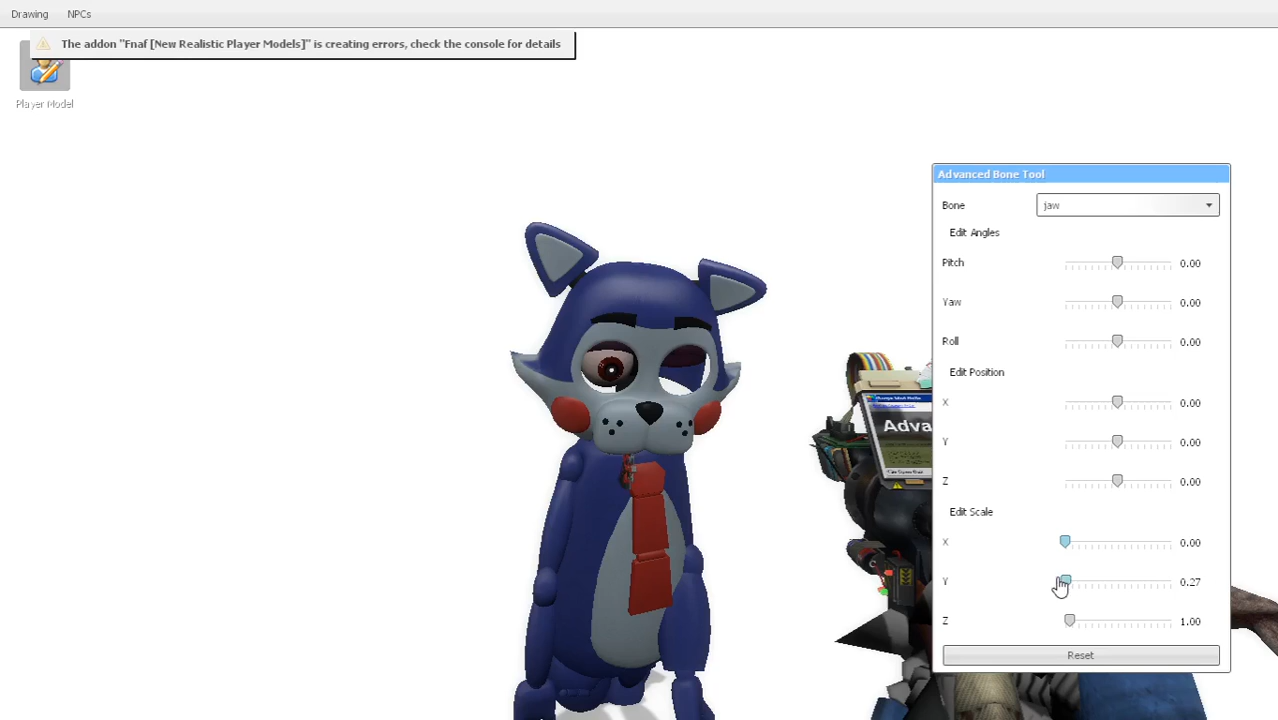 Drawing NPCs
The addon "Fnaf [New Realistic Player Models]" is creating errors, check the console for details
Player Model
Advanced Bone Tool
Bone jaw
Edit Angles
Pitch 0.00
Yaw 0.00
Roll 0.00
Edit Position
X 0.00
Y 0.00
Z 0.00
Edit Scale
X 0.00
Y 0.27
Z 1.00
Reset
Adva